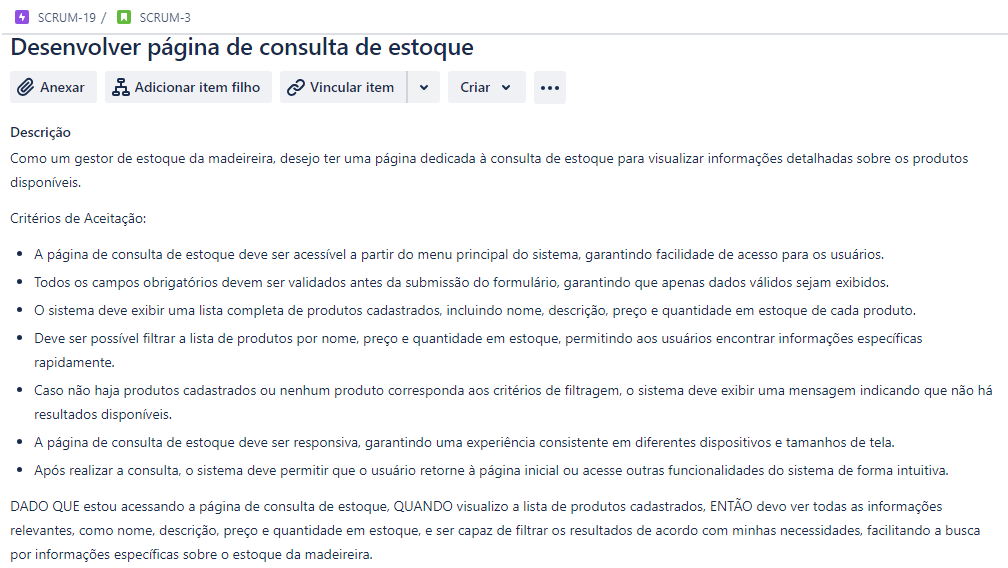 SCRUM-19 / SCRUM-3
Desenvolver página de consulta de estoque
Anexar Adicionar item filho Vincular item Criar
Descrição
Como um gestor de estoque da madeireira, desejo ter uma página dedicada à consulta de estoque para visualizar informações detalhadas sobre os produtos
disponíveis.
Critérios de Aceitação:
• A página de consulta de estoque deve ser acessível a partir do menu principal do sistema, garantindo facilidade de acesso para os usuários.
• Todos os campos obrigatórios devem ser validados antes da submissão do formulário, garantindo que apenas dados válidos sejam exibidos.
• O sistema deve exibir uma lista completa de produtos cadastrados, incluindo nome, descrição, preço e quantidade em estoque de cada produto.
• Deve ser possível filtrar a lista de produtos por nome, preço e quantidade em estoque, permitindo aos usuários encontrar informações específicas
rapidamente.
• Caso não haja produtos cadastrados ou nenhum produto corresponda aos critérios de filtragem, o sistema deve exibir uma mensagem indicando que não há
resultados disponíveis.
• A página de consulta de estoque deve ser responsiva, garantindo uma experiência consistente em diferentes dispositivos e tamanhos de tela.
• Após realizar a consulta, o sistema deve permitir que o usuário retorne à página inicial ou acesse outras funcionalidades do sistema de forma intuitiva.
DADO QUE estou acessando a página de consulta de estoque, QUANDO visualizo a lista de produtos cadastrados, ENTÃO devo ver todas as informações
relevantes, como nome, descrição, preço e quantidade em estoque, e ser capaz de filtrar os resultados de acordo com minhas necessidades, facilitando a busca
por informações específicas sobre o estoque da madeireira.